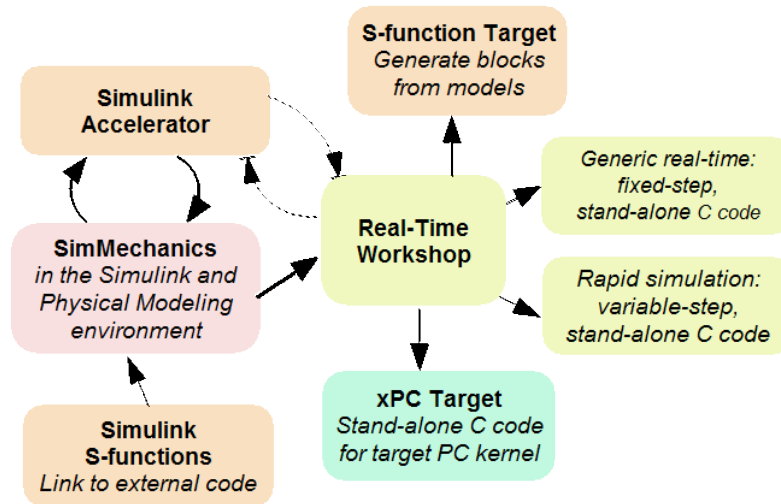 S-function Target
Generate blocks
from models
Simulink
Accelerator
Generic real-time:
fixed-step,
stand-alone C code
Real-Time
Workshop
SimMechanics
in the Simulink and
Physical Modeling
environment
Rapid simulation:
variable-step,
stand-alone C code
xPC Target
Stand-alone C code
for target PC kernel
Simulink
S-functions
Link to external code